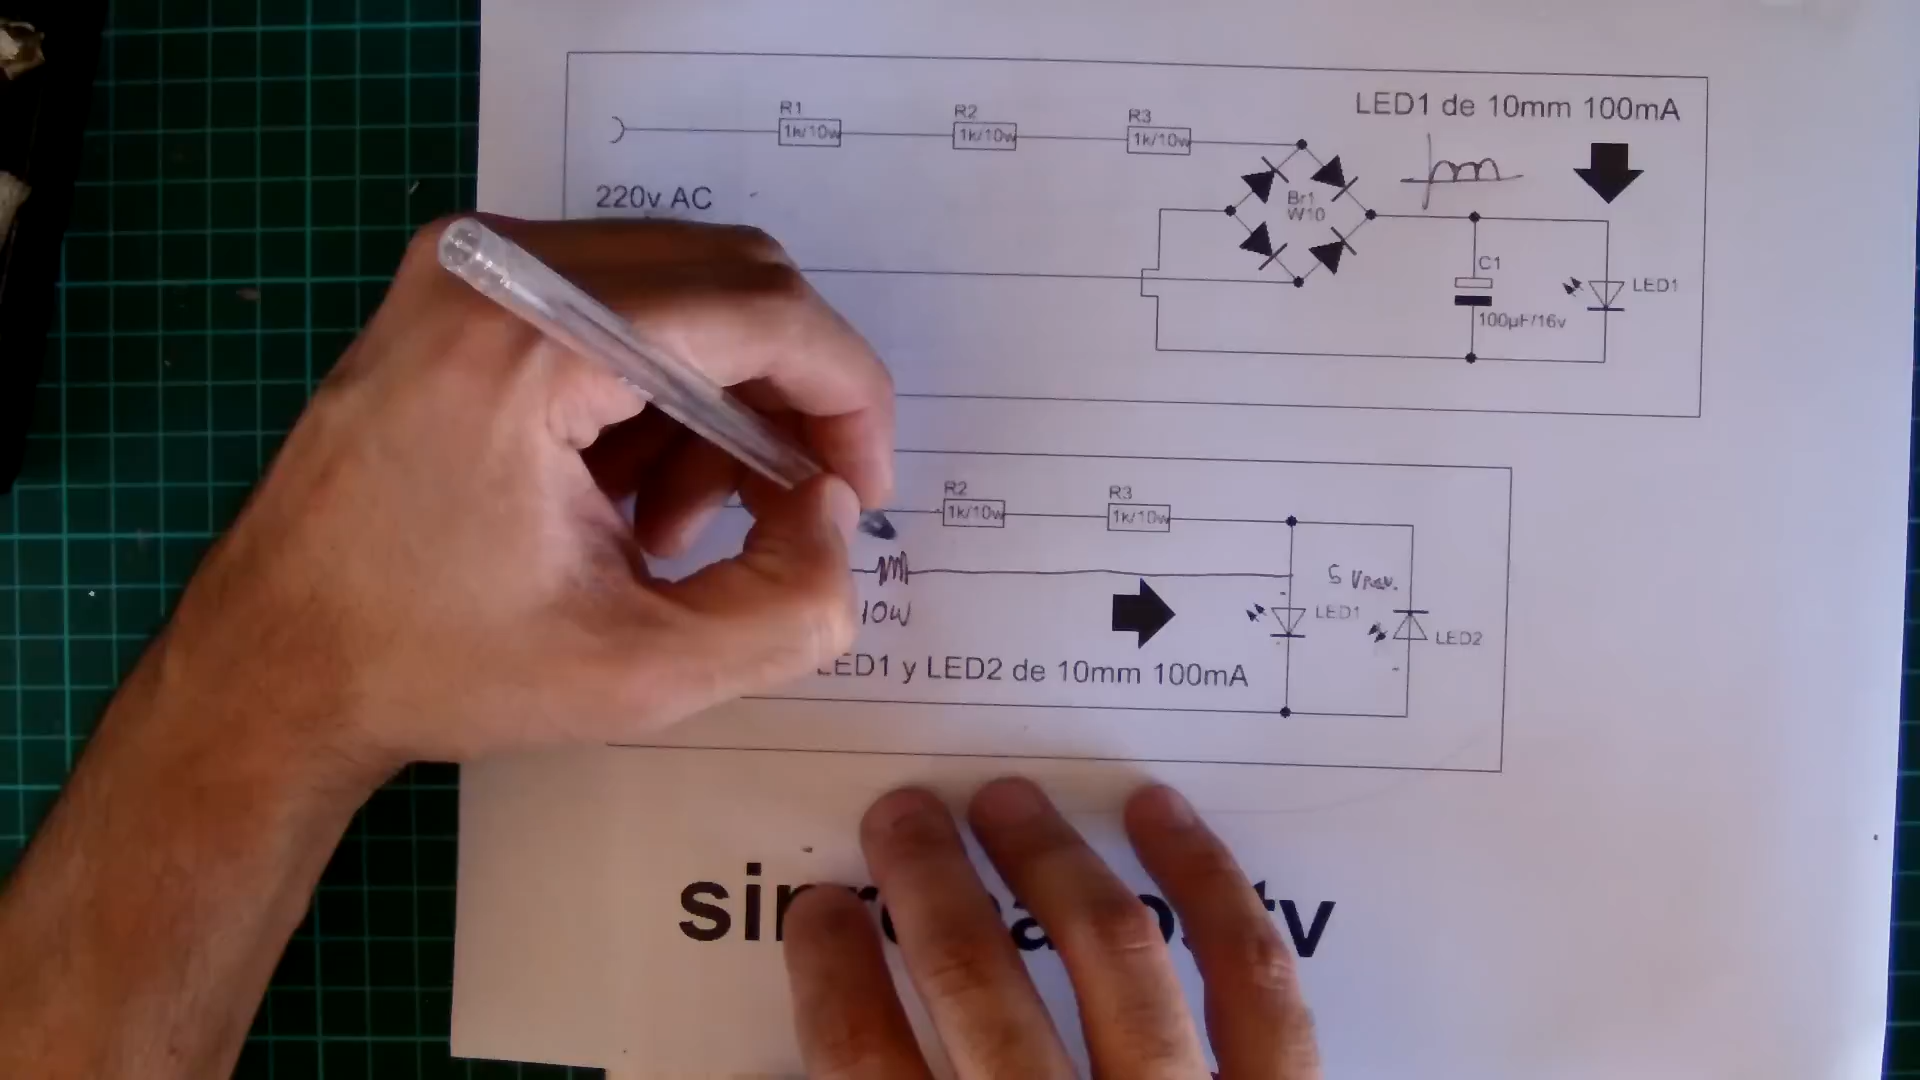 R1
1k/10w
R2
1k/10w
R3
1k/10w
LED1 de 10mm 100mA
220v AC
Br1
W10
C1
100µF/16v
LED1
R2
1k/10w
R3
1k/10w
10W
5 VRev.
LED1
LED2
LED1 y LED2 de 10mm 100mA